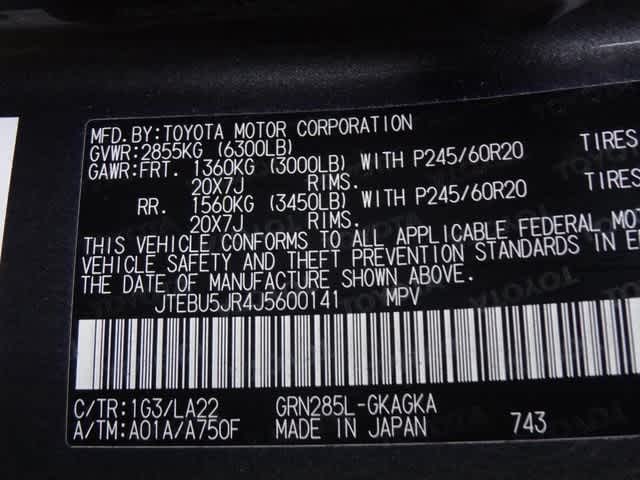 MFD. BY: TOYOTA MOTOR CORPORATION
GVWR: 2855KG (6300LB)
GAWR: FRT. 1360KG (3000LB) WITH P245/60R20 TIRES
20X7J RIMS.
RR. 1560KG (3450LB) WITH P245/60R20 TIRES
20X7J RIMS.
THIS VEHICLE CONFORMS TO ALL APPLICABLE FEDERAL MO
VEHICLE SAFETY AND THEFT PREVENTION STANDARDS IN E
THE DATE OF MANUFACTURE SHOWN ABOVE.
JTEBU5JR4J5600141 MPV
C/TR: 1G3/LA22 GRN285L-GKAGKA
A/TM: A01A/A750F MADE IN JAPAN 743